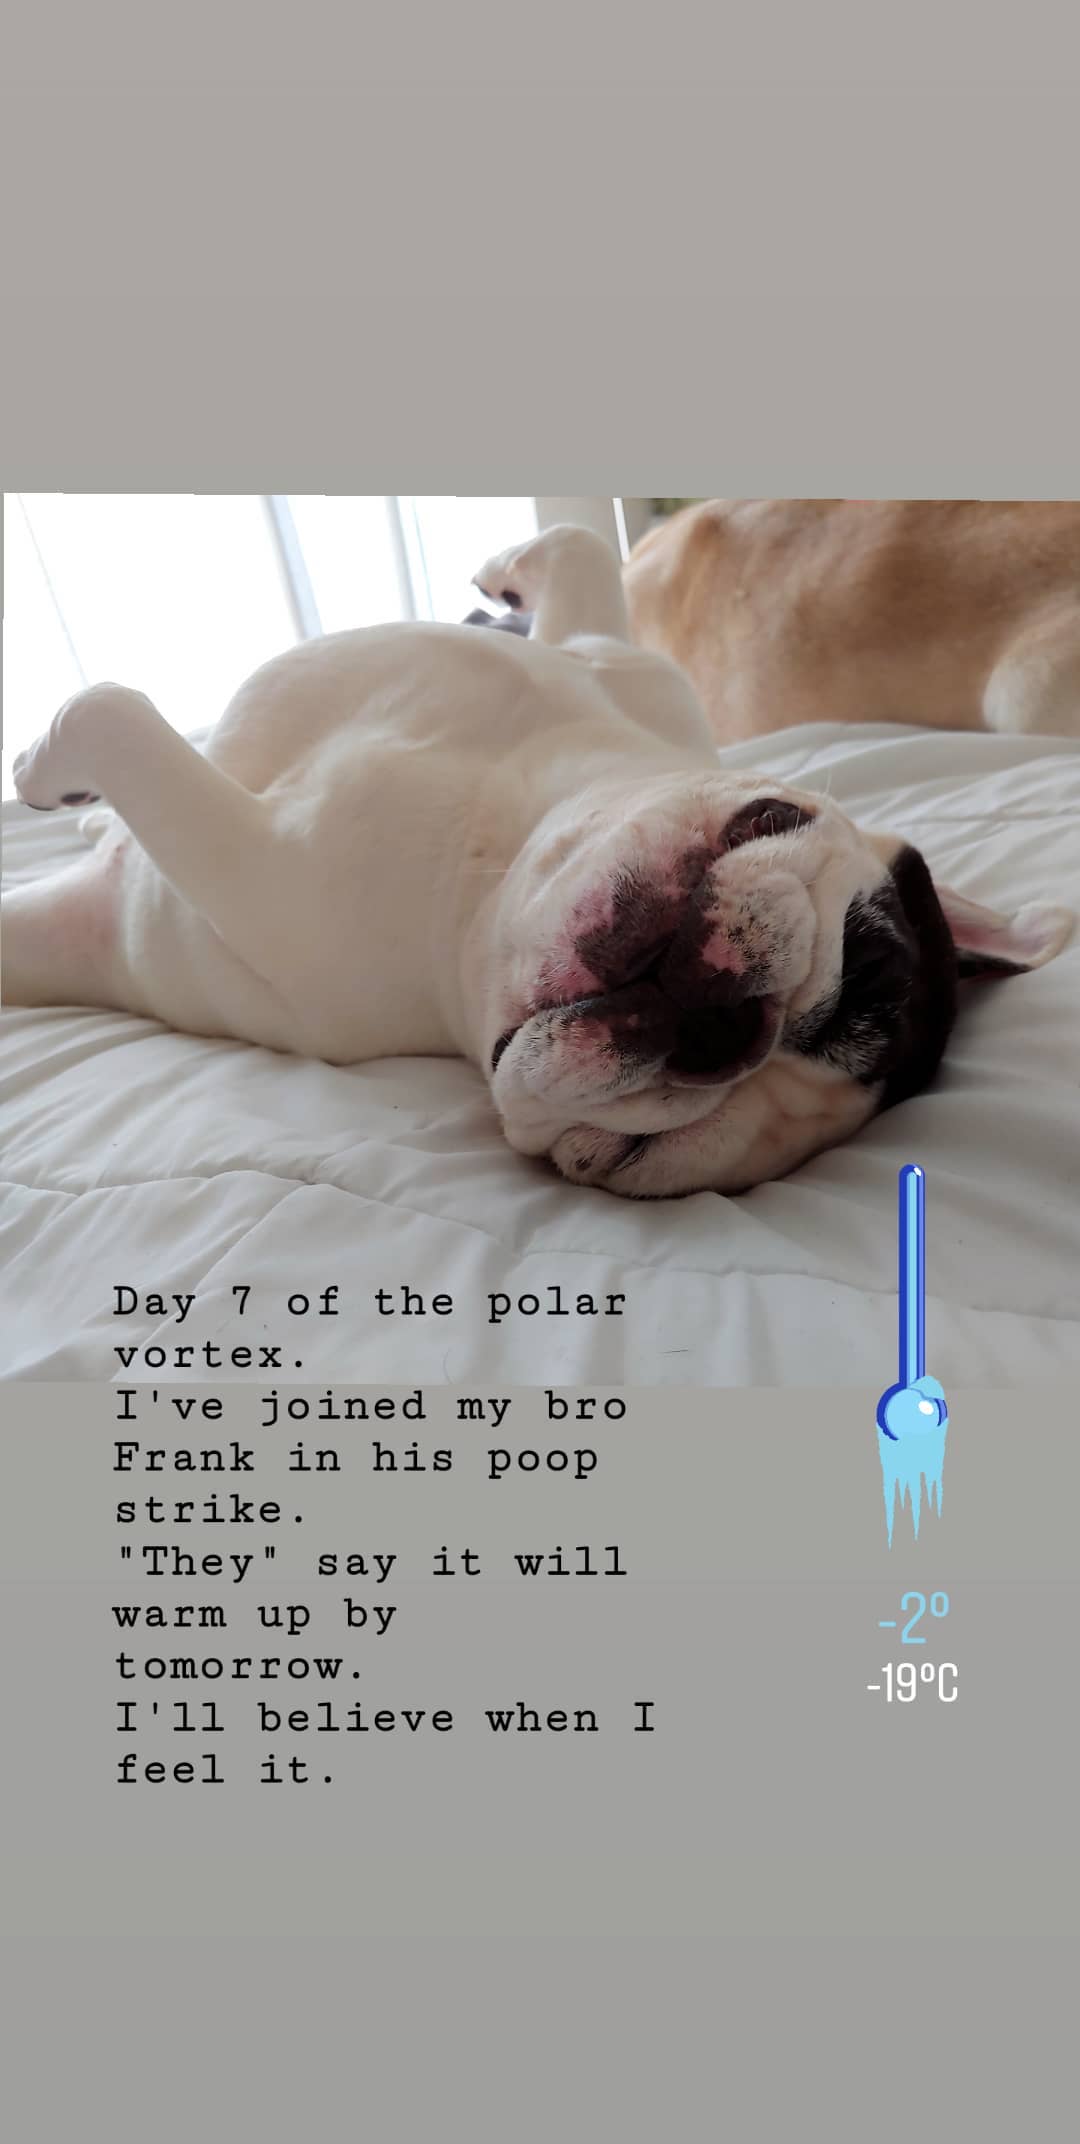 Day 7 of the polar
vortex.
I've joined my bro
Frank in his poop
strike.
"They" say it will
warm up by
tomorrow.
I'll believe when I
feel it.
-2º
-19ºC